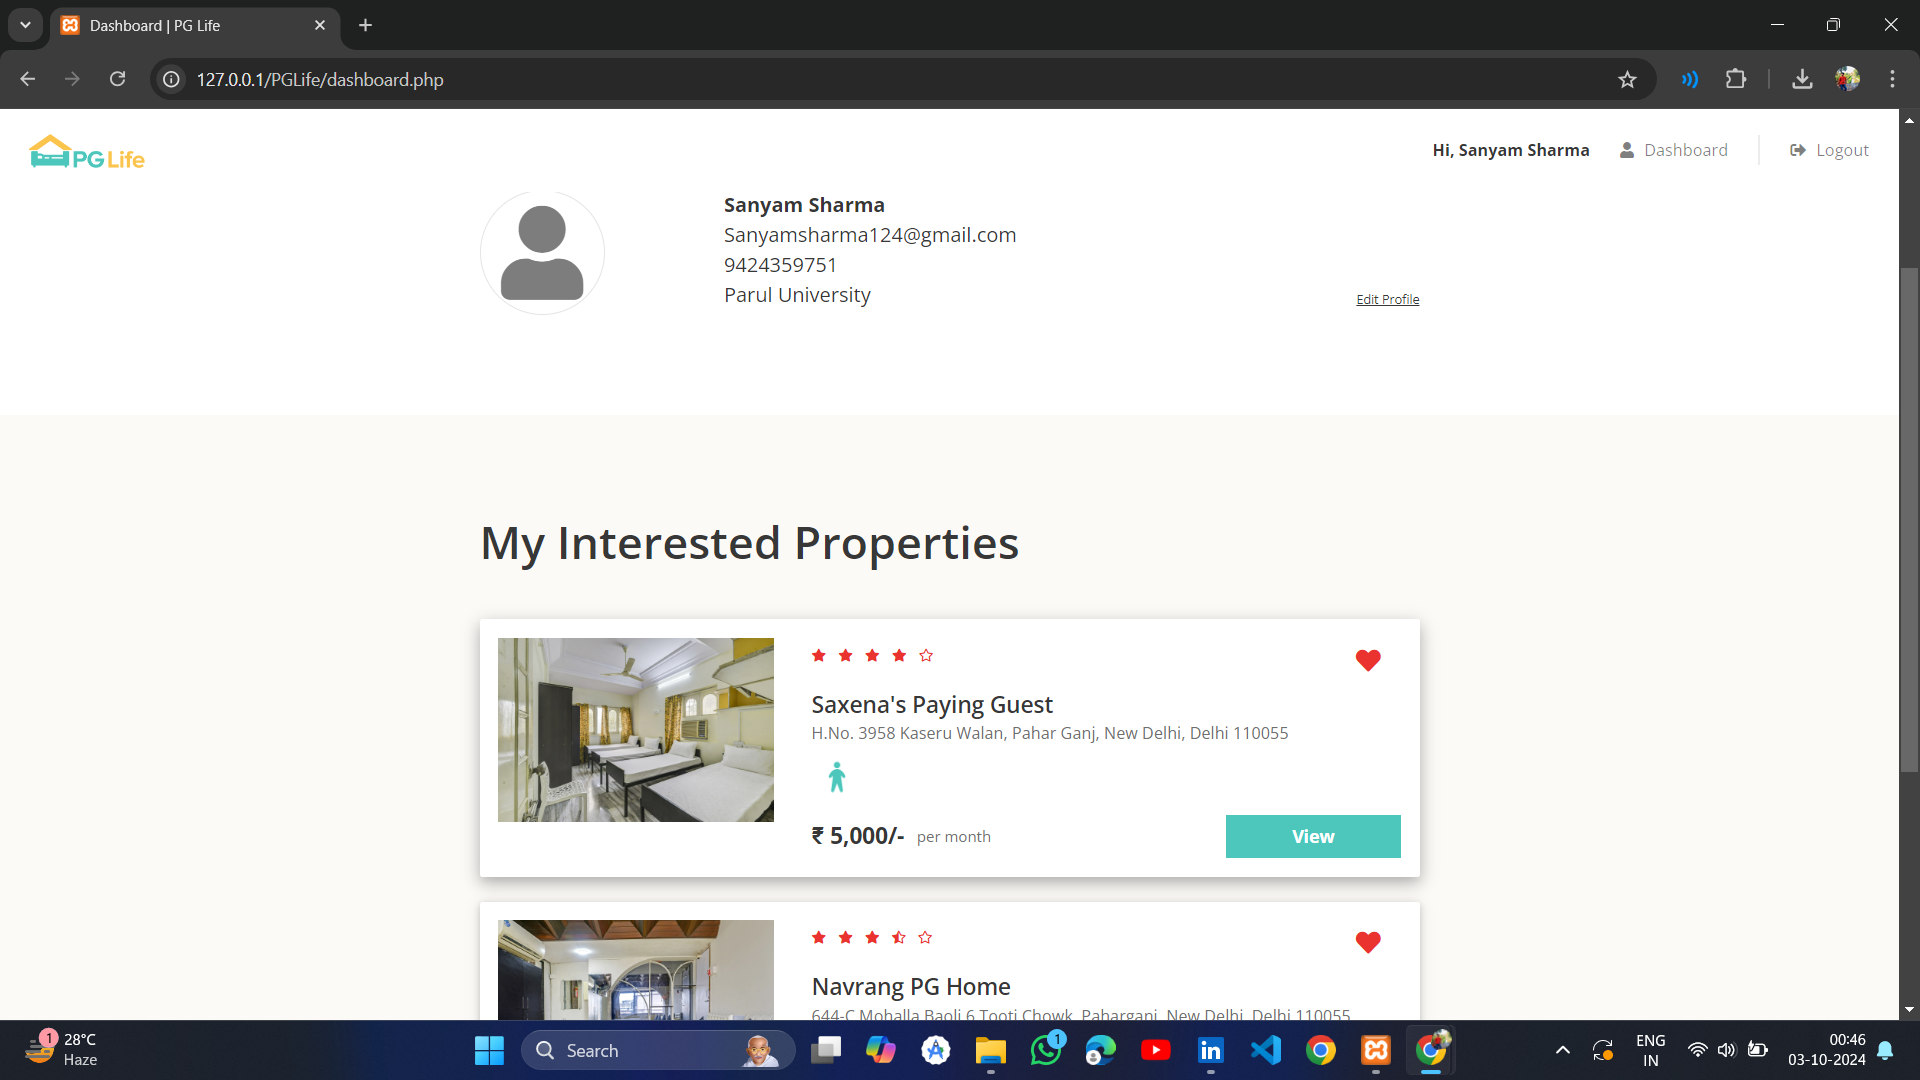 Dashboard | PG Life
127.0.0.1/PGLife/dashboard.php
PG Life
Hi, Sanyam Sharma
Dashboard
Logout
Sanyam Sharma
Sanyamsharma124@gmail.com
9424359751
Parul University
Edit Profile
My Interested Properties
Saxena's Paying Guest
H.No. 3958 Kaseru Walan, Pahar Ganj, New Delhi, Delhi 110055
₹ 5,000/- per month
View
Navrang PG Home
644-C Mohalla Baoli 6 Tooti Chowk, Paharganj, New Delhi, Delhi 110055
1
28°C
Haze
Search
1
in
ENG
IN
00:46
03-10-2024